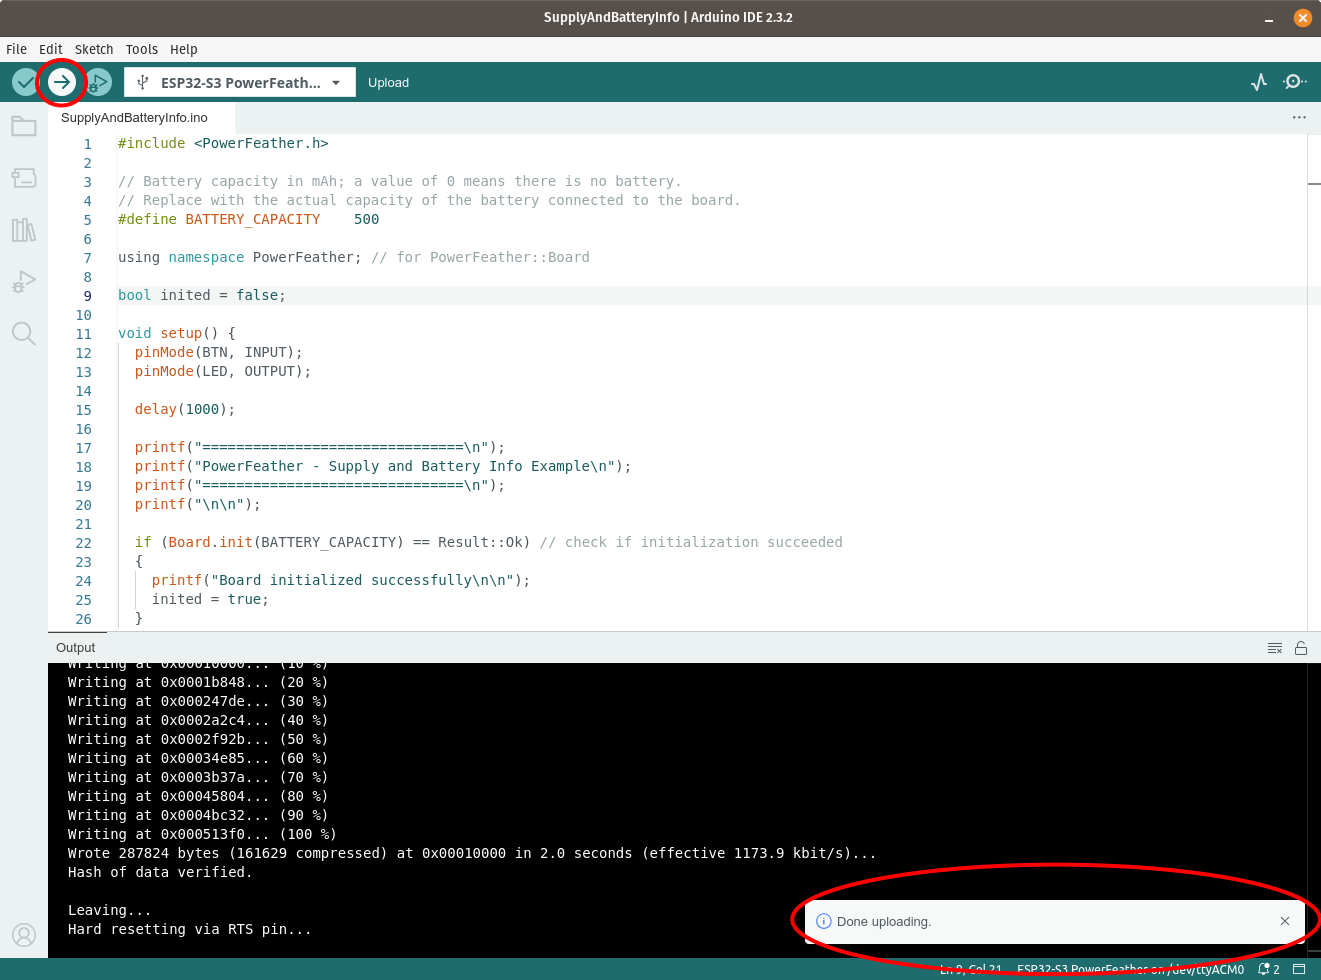 SupplyAndBatteryInfo | Arduino IDE 2.3.2
File Edit Sketch Tools Help
ESP32-S3 PowerFeath... Upload
SupplyAndBatteryInfo.ino
1 #include <PowerFeather.h>
2
3 // Battery capacity in mAh; a value of 0 means there is no battery.
4 // Replace with the actual capacity of the battery connected to the board.
5 #define BATTERY_CAPACITY    500
6
7 using namespace PowerFeather; // for PowerFeather::Board
8
9 bool inited = false;
10
11 void setup() {
12   pinMode(BTN, INPUT);
13   pinMode(LED, OUTPUT);
14
15   delay(1000);
16
17   printf("===============================\n");
18   printf("PowerFeather - Supply and Battery Info Example\n");
19   printf("===============================\n");
20   printf("\n\n");
21
22   if (Board.init(BATTERY_CAPACITY) == Result::Ok) // check if initialization succeeded
23   {
24     printf("Board initialized successfully\n\n");
25     inited = true;
26   }
Output
Writing at 0x00010000... (10 %)
Writing at 0x0001b848... (20 %)
Writing at 0x000247de... (30 %)
Writing at 0x0002a2c4... (40 %)
Writing at 0x0002f92b... (50 %)
Writing at 0x00034e85... (60 %)
Writing at 0x0003b37a... (70 %)
Writing at 0x00045804... (80 %)
Writing at 0x0004bc32... (90 %)
Writing at 0x000513f0... (100 %)
Wrote 287824 bytes (161629 compressed) at 0x00010000 in 2.0 seconds (effective 1173.9 kbit/s)...
Hash of data verified.
Leaving...
Hard resetting via RTS pin...
Done uploading.
Ln 9, Col 21 ESP32-S3 PowerFeather on /dev/ttyACM0 2